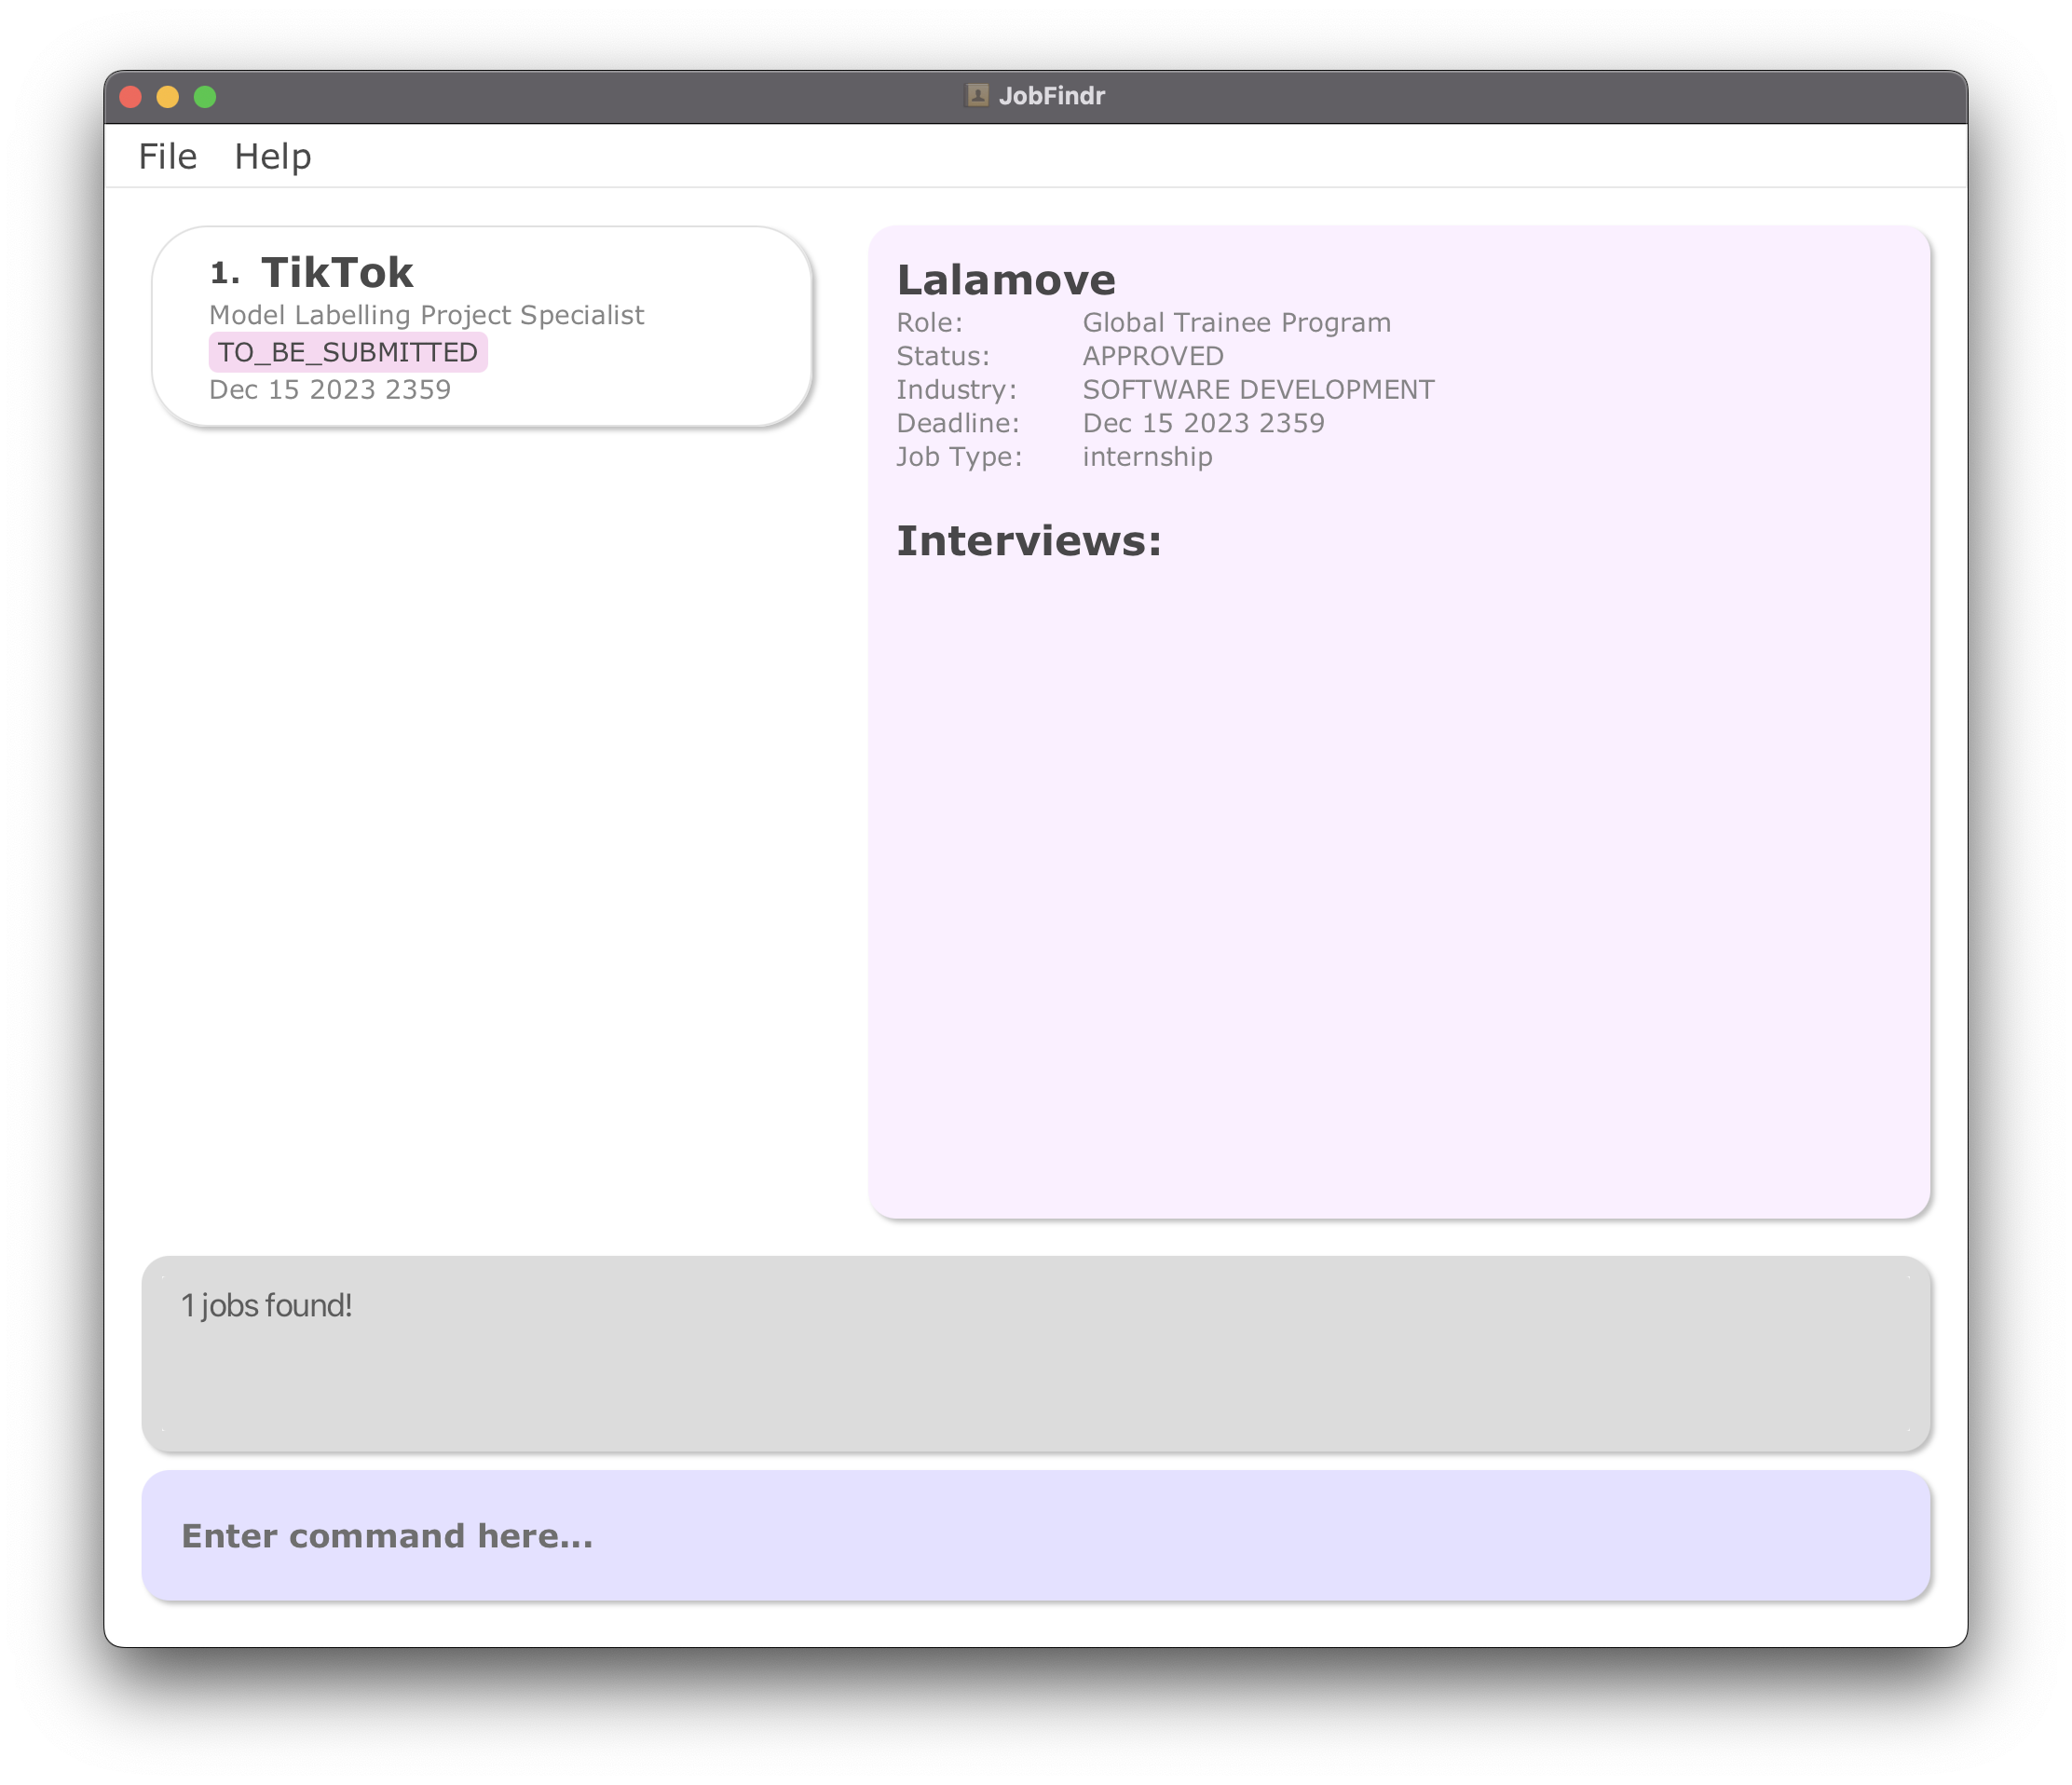 JobFindr
File Help
1. TikTok
Model Labelling Project Specialist
TO_BE_SUBMITTED
Dec 15 2023 2359
Lalamove
Role: Global Trainee Program
Status: APPROVED
Industry: SOFTWARE DEVELOPMENT
Deadline: Dec 15 2023 2359
Job Type: internship
Interviews:
1 jobs found!
Enter command here...